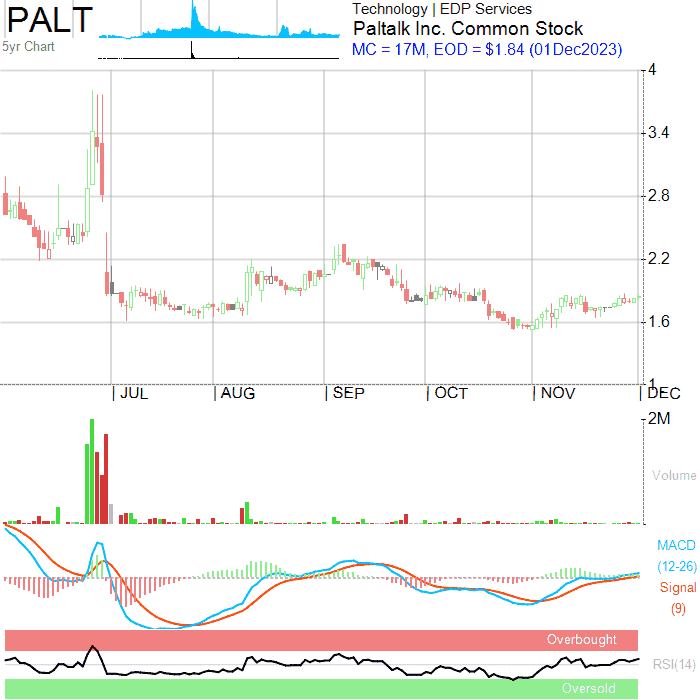 PALT
5yr Chart
Technology | EDP Services
Paltalk Inc. Common Stock
MC = 17M, EOD = $1.84 (01Dec2023)
4
3.4
2.8
2.2
1.6
1
JUL AUG SEP OCT NOV DEC
2M
Volume
MACD
(12-26)
Signal
(9)
Overbought
RSI(14)
Oversold